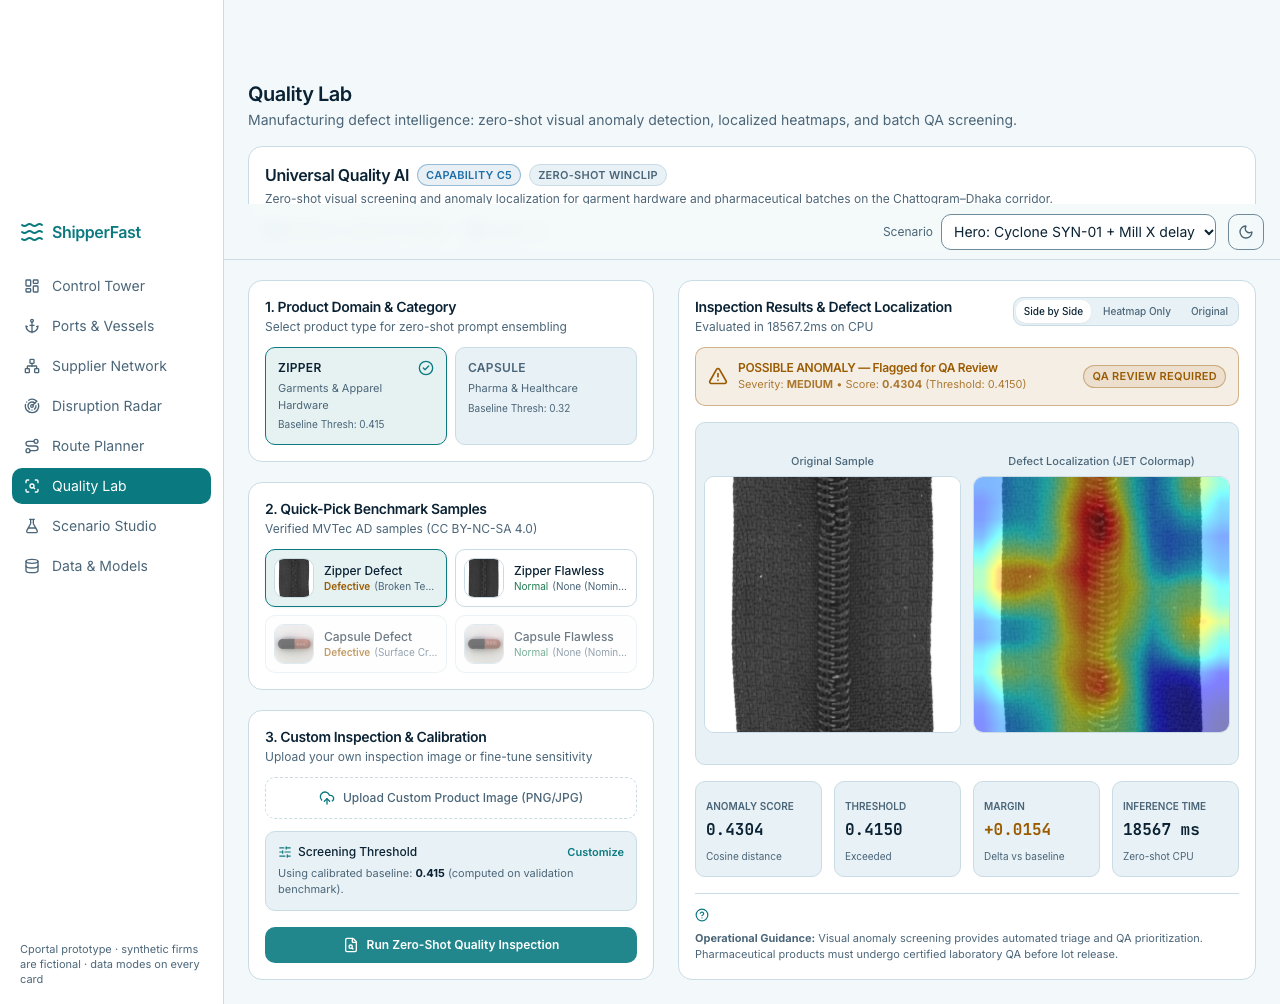 Quality Lab
Manufacturing defect intelligence: zero-shot visual anomaly detection, localized heatmaps, and batch QA screening.
Universal Quality AI
CAPABILITY C5
ZERO-SHOT WINCLIP
Zero-shot visual screening and anomaly localization for garment hardware and pharmaceutical batches on the Chattogram–Dhaka corridor.
ShipperFast
Scenario
Hero: Cyclone SYN-01 + Mill X delay
Control Tower
Ports & Vessels
Supplier Network
Disruption Radar
Route Planner
Quality Lab
Scenario Studio
Data & Models
Cportal prototype · synthetic firms
are fictional · data modes on every
card
1. Product Domain & Category
Select product type for zero-shot prompt ensembling
ZIPPER
Garments & Apparel
Hardware
Baseline Thresh: 0.415
CAPSULE
Pharma & Healthcare
Baseline Thresh: 0.32
2. Quick-Pick Benchmark Samples
Verified MVTec AD samples (CC BY-NC-SA 4.0)
Zipper Defect
Defective (Broken Te...
Zipper Flawless
Normal (None (Nomin...
Capsule Defect
Defective (Surface Cr...
Capsule Flawless
Normal (None (Nomin...
3. Custom Inspection & Calibration
Upload your own inspection image or fine-tune sensitivity
Upload Custom Product Image (PNG/JPG)
Screening Threshold
Customize
Using calibrated baseline: 0.415 (computed on validation
benchmark).
Run Zero-Shot Quality Inspection
Inspection Results & Defect Localization
Evaluated in 18567.2ms on CPU
Side by Side
Heatmap Only
Original
POSSIBLE ANOMALY — Flagged for QA Review
Severity: MEDIUM • Score: 0.4304 (Threshold: 0.4150)
QA REVIEW REQUIRED
Original Sample
Defect Localization (JET Colormap)
ANOMALY SCORE
0.4304
Cosine distance
THRESHOLD
0.4150
Exceeded
MARGIN
+0.0154
Delta vs baseline
INFERENCE TIME
18567 ms
Zero-shot CPU
Operational Guidance: Visual anomaly screening provides automated triage and QA prioritization.
Pharmaceutical products must undergo certified laboratory QA before lot release.